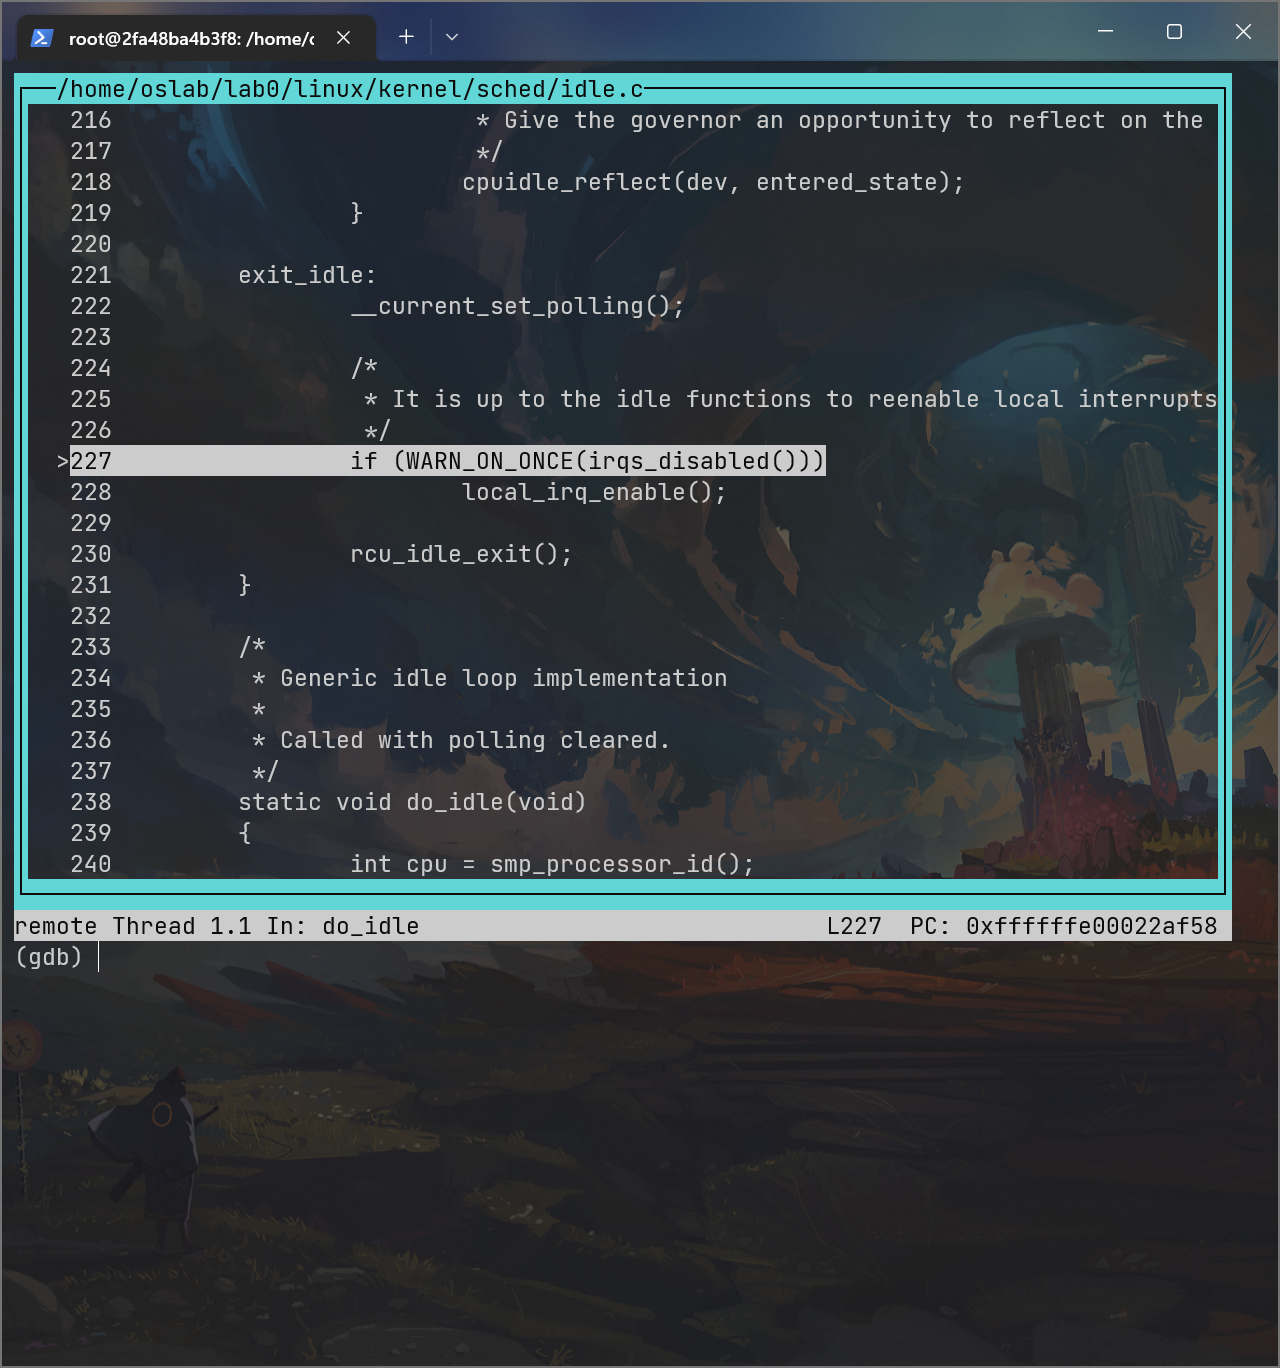 root@2fa48ba4b3f8: /home/c
/home/oslab/lab0/linux/kernel/sched/idle.c
216 * Give the governor an opportunity to reflect on the
217 */
218 cpuidle_reflect(dev, entered_state);
219 }
220
221 exit_idle:
222 __current_set_polling();
223
224 /*
225 * It is up to the idle functions to reenable local interrupts
226 */
>227 if (WARN_ON_ONCE(irqs_disabled()))
228 local_irq_enable();
229
230 rcu_idle_exit();
231 }
232
233 /*
234 * Generic idle loop implementation
235 *
236 * Called with polling cleared.
237 */
238 static void do_idle(void)
239 {
240 int cpu = smp_processor_id();
remote Thread 1.1 In: do_idle L227 PC: 0xffffffe00022af58
(gdb)